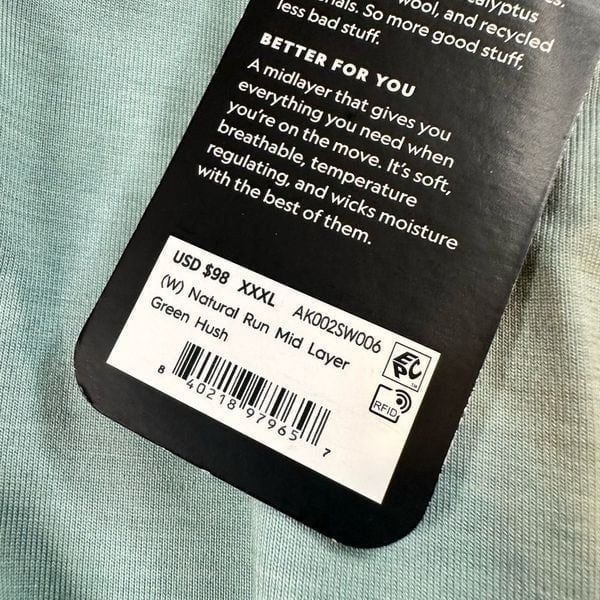 calyptus
wool, and recycled
So more good stuff,
less bad stuff.
BETTER FOR YOU
A midlayer that gives you
everything you need when
you're on the move. It's soft,
breathable, temperature
regulating, and wicks moisture
with the best of them.
USD $98 XXXL AK002SW006
(W) Natural Run Mid Layer
Green Hush
EPC
RFID
8 40218 97965 7